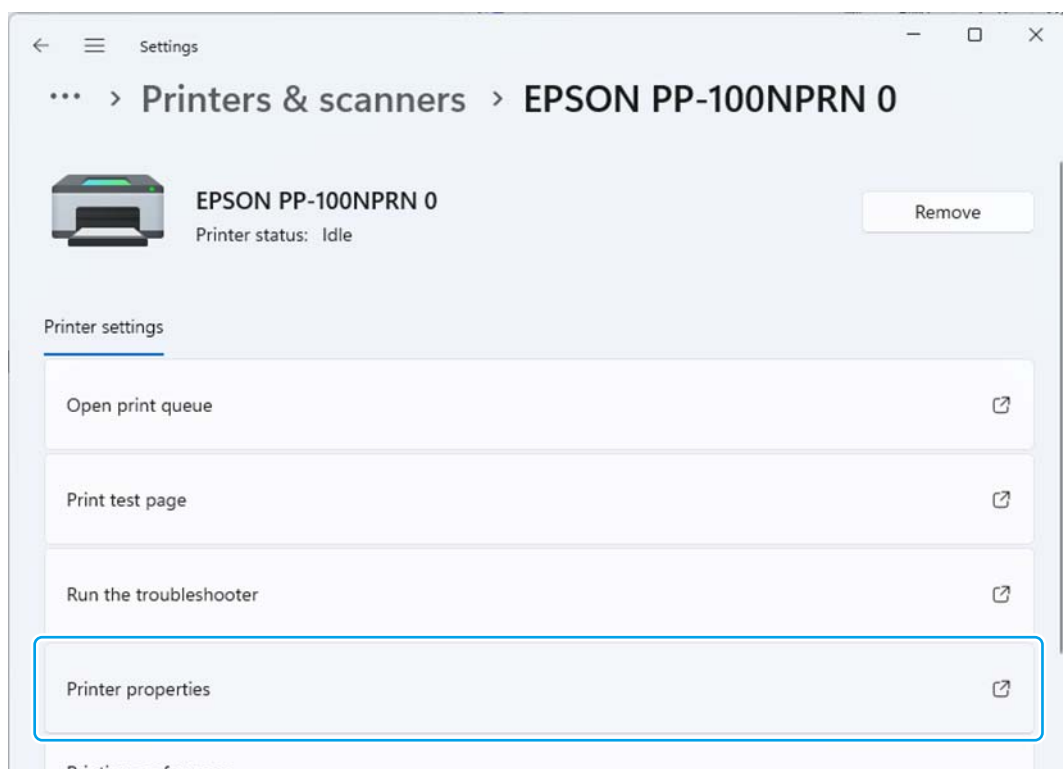 Settings
··· > Printers & scanners > EPSON PP-100NPRN 0
EPSON PP-100NPRN 0
Remove
Printer status: Idle
Printer settings
Open print queue
Print test page
Run the troubleshooter
Printer properties